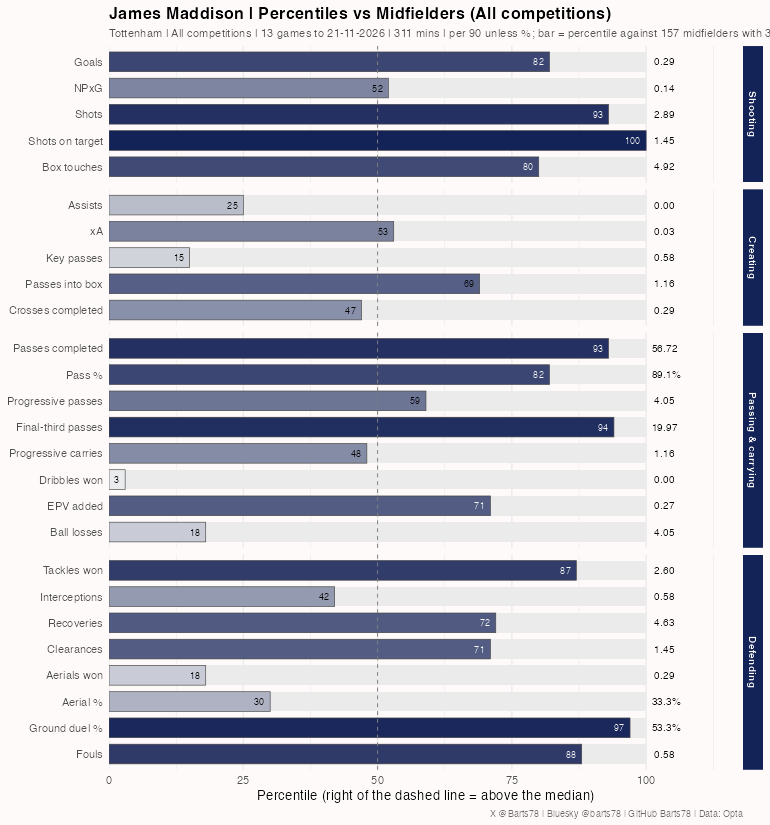 James Maddison | Percentiles vs Midfielders (All competitions)
Tottenham | All competitions | 13 games to 21-11-2026 | 311 mins | per 90 unless %; bar = percentile against 157 midfielders with 3
Goals 82 0.29
NPxG 52 0.14
Shots 93 2.89
Shots on target 100 1.45
Box touches 80 4.92
Shooting
Assists 25 0.00
xA 53 0.03
Key passes 15 0.58
Passes into box 69 1.16
Crosses completed 47 0.29
Creating
Passes completed 93 56.72
Pass % 82 89.1%
Progressive passes 59 4.05
Final-third passes 94 19.97
Progressive carries 48 1.16
Dribbles won 3 0.00
EPV added 71 0.27
Ball losses 18 4.05
Passing & carrying
Tackles won 87 2.60
Interceptions 42 0.58
Recoveries 72 4.63
Clearances 71 1.45
Aerials won 18 0.29
Aerial % 30 33.3%
Ground duel % 97 53.3%
Fouls 88 0.58
Defending
0 25 50 75 100
Percentile (right of the dashed line = above the median)
X @Barts78 | Bluesky @barts78 | GitHub Barts78 | Data: Opta